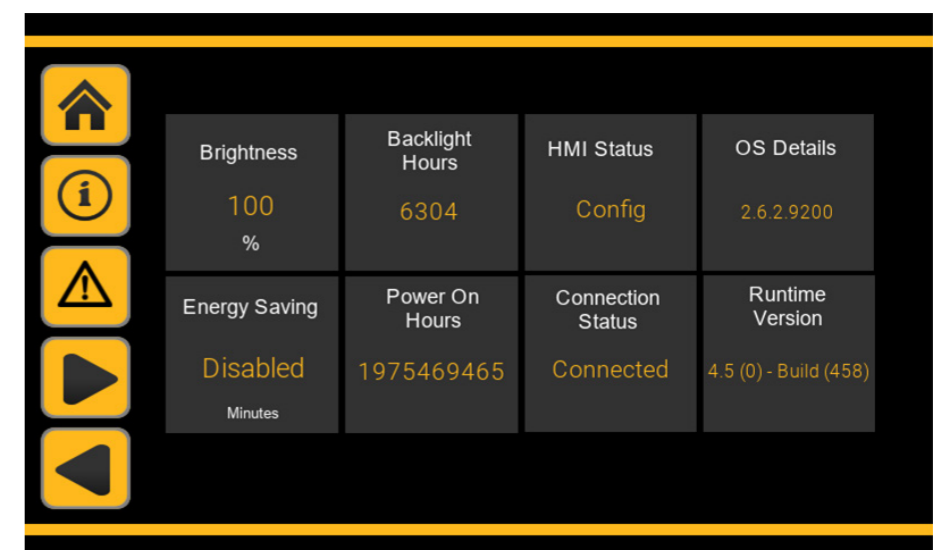 Brightness
100
%
Backlight
Hours
6304
HMI Status
Config
OS Details
2.6.2.9200
Energy Saving
Disabled
Minutes
Power On
Hours
1975469465
Connection
Status
Connected
Runtime
Version
4.5 (0) - Build (458)